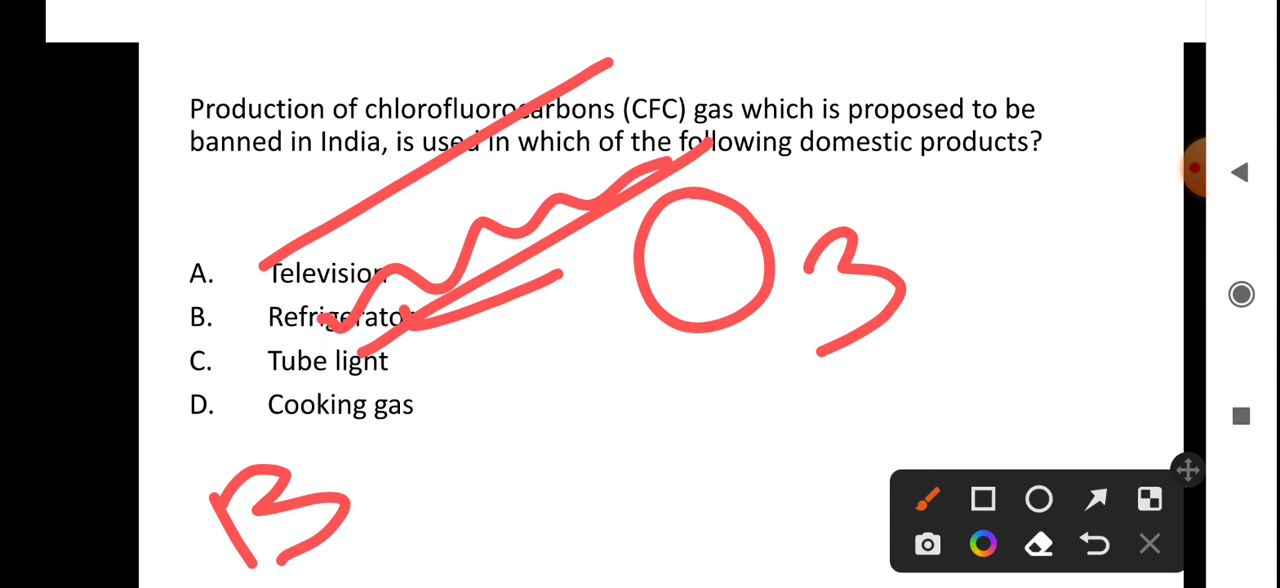 Production of chlorofluorocarbons (CFC) gas which is proposed to be
banned in India, is used in which of the following domestic products?
A. Television
B. Refrigerator
C. Tube light
D. Cooking gas
O3
B